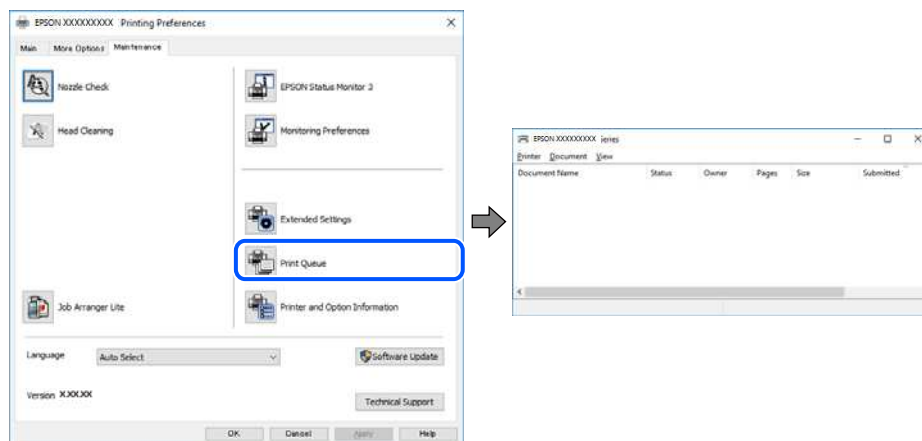 EPSON XXXXXXXXX Printing Preferences
Main More Options Maintenance
Nozzle Check
EPSON Status Monitor 3
Head Cleaning
Monitoring Preferences
Extended Settings
Print Queue
Job Arranger Lite
Printer and Option Information
Language Auto Select
Software Update
Version X.XX.XX
Technical Support
OK Cancel Apply Help
EPSON XXXXXXXXX Series
Printer Document View
Document Name Status Owner Pages Size Submitted